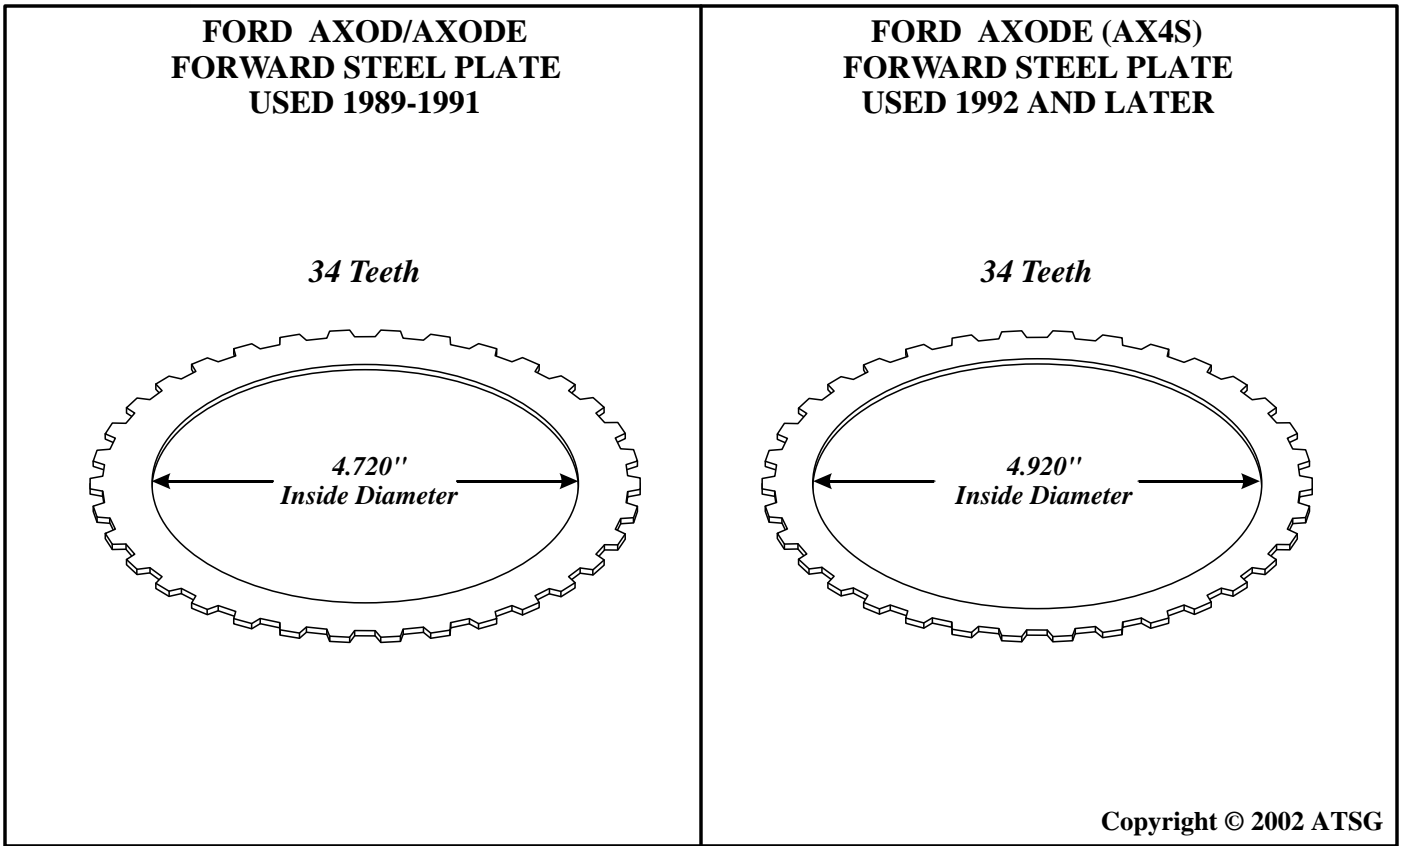 FORD AXOD/AXODE
FORWARD STEEL PLATE
USED 1989-1991
34 Teeth
4.720"
Inside Diameter
FORD AXODE (AX4S)
FORWARD STEEL PLATE
USED 1992 AND LATER
34 Teeth
4.920"
Inside Diameter
Copyright © 2002 ATSG